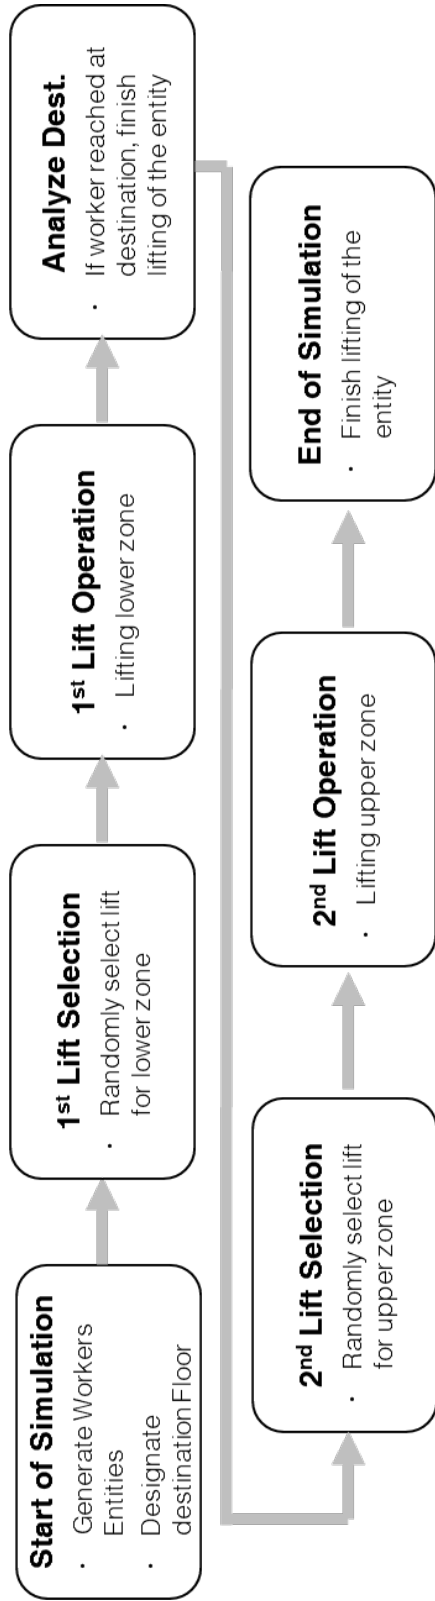 Start of Simulation
· Generate Workers
Entities
· Designate
destination Floor
1st Lift Selection
· Randomly select lift
for lower zone
1st Lift Operation
· Lifting lower zone
Analyze Dest.
· If worker reached at
destination, finish
lifting of the entity
2nd Lift Selection
· Randomly select lift
for upper zone
2nd Lift Operation
· Lifting upper zone
End of Simulation
· Finish lifting of the
entity